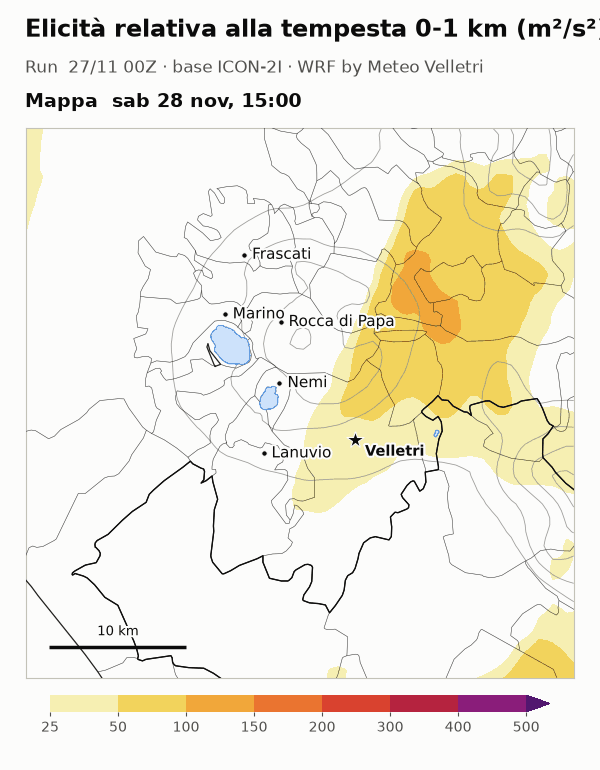 Elicità relativa alla tempesta 0-1 km (m²/s²)
Run  27/11 00Z · base ICON-2I · WRF by Meteo Velletri
Mappa  sab 28 nov, 15:00
Frascati
Marino
Rocca di Papa
Nemi
Velletri
Lanuvio
10 km
25 50 100 150 200 300 400 500